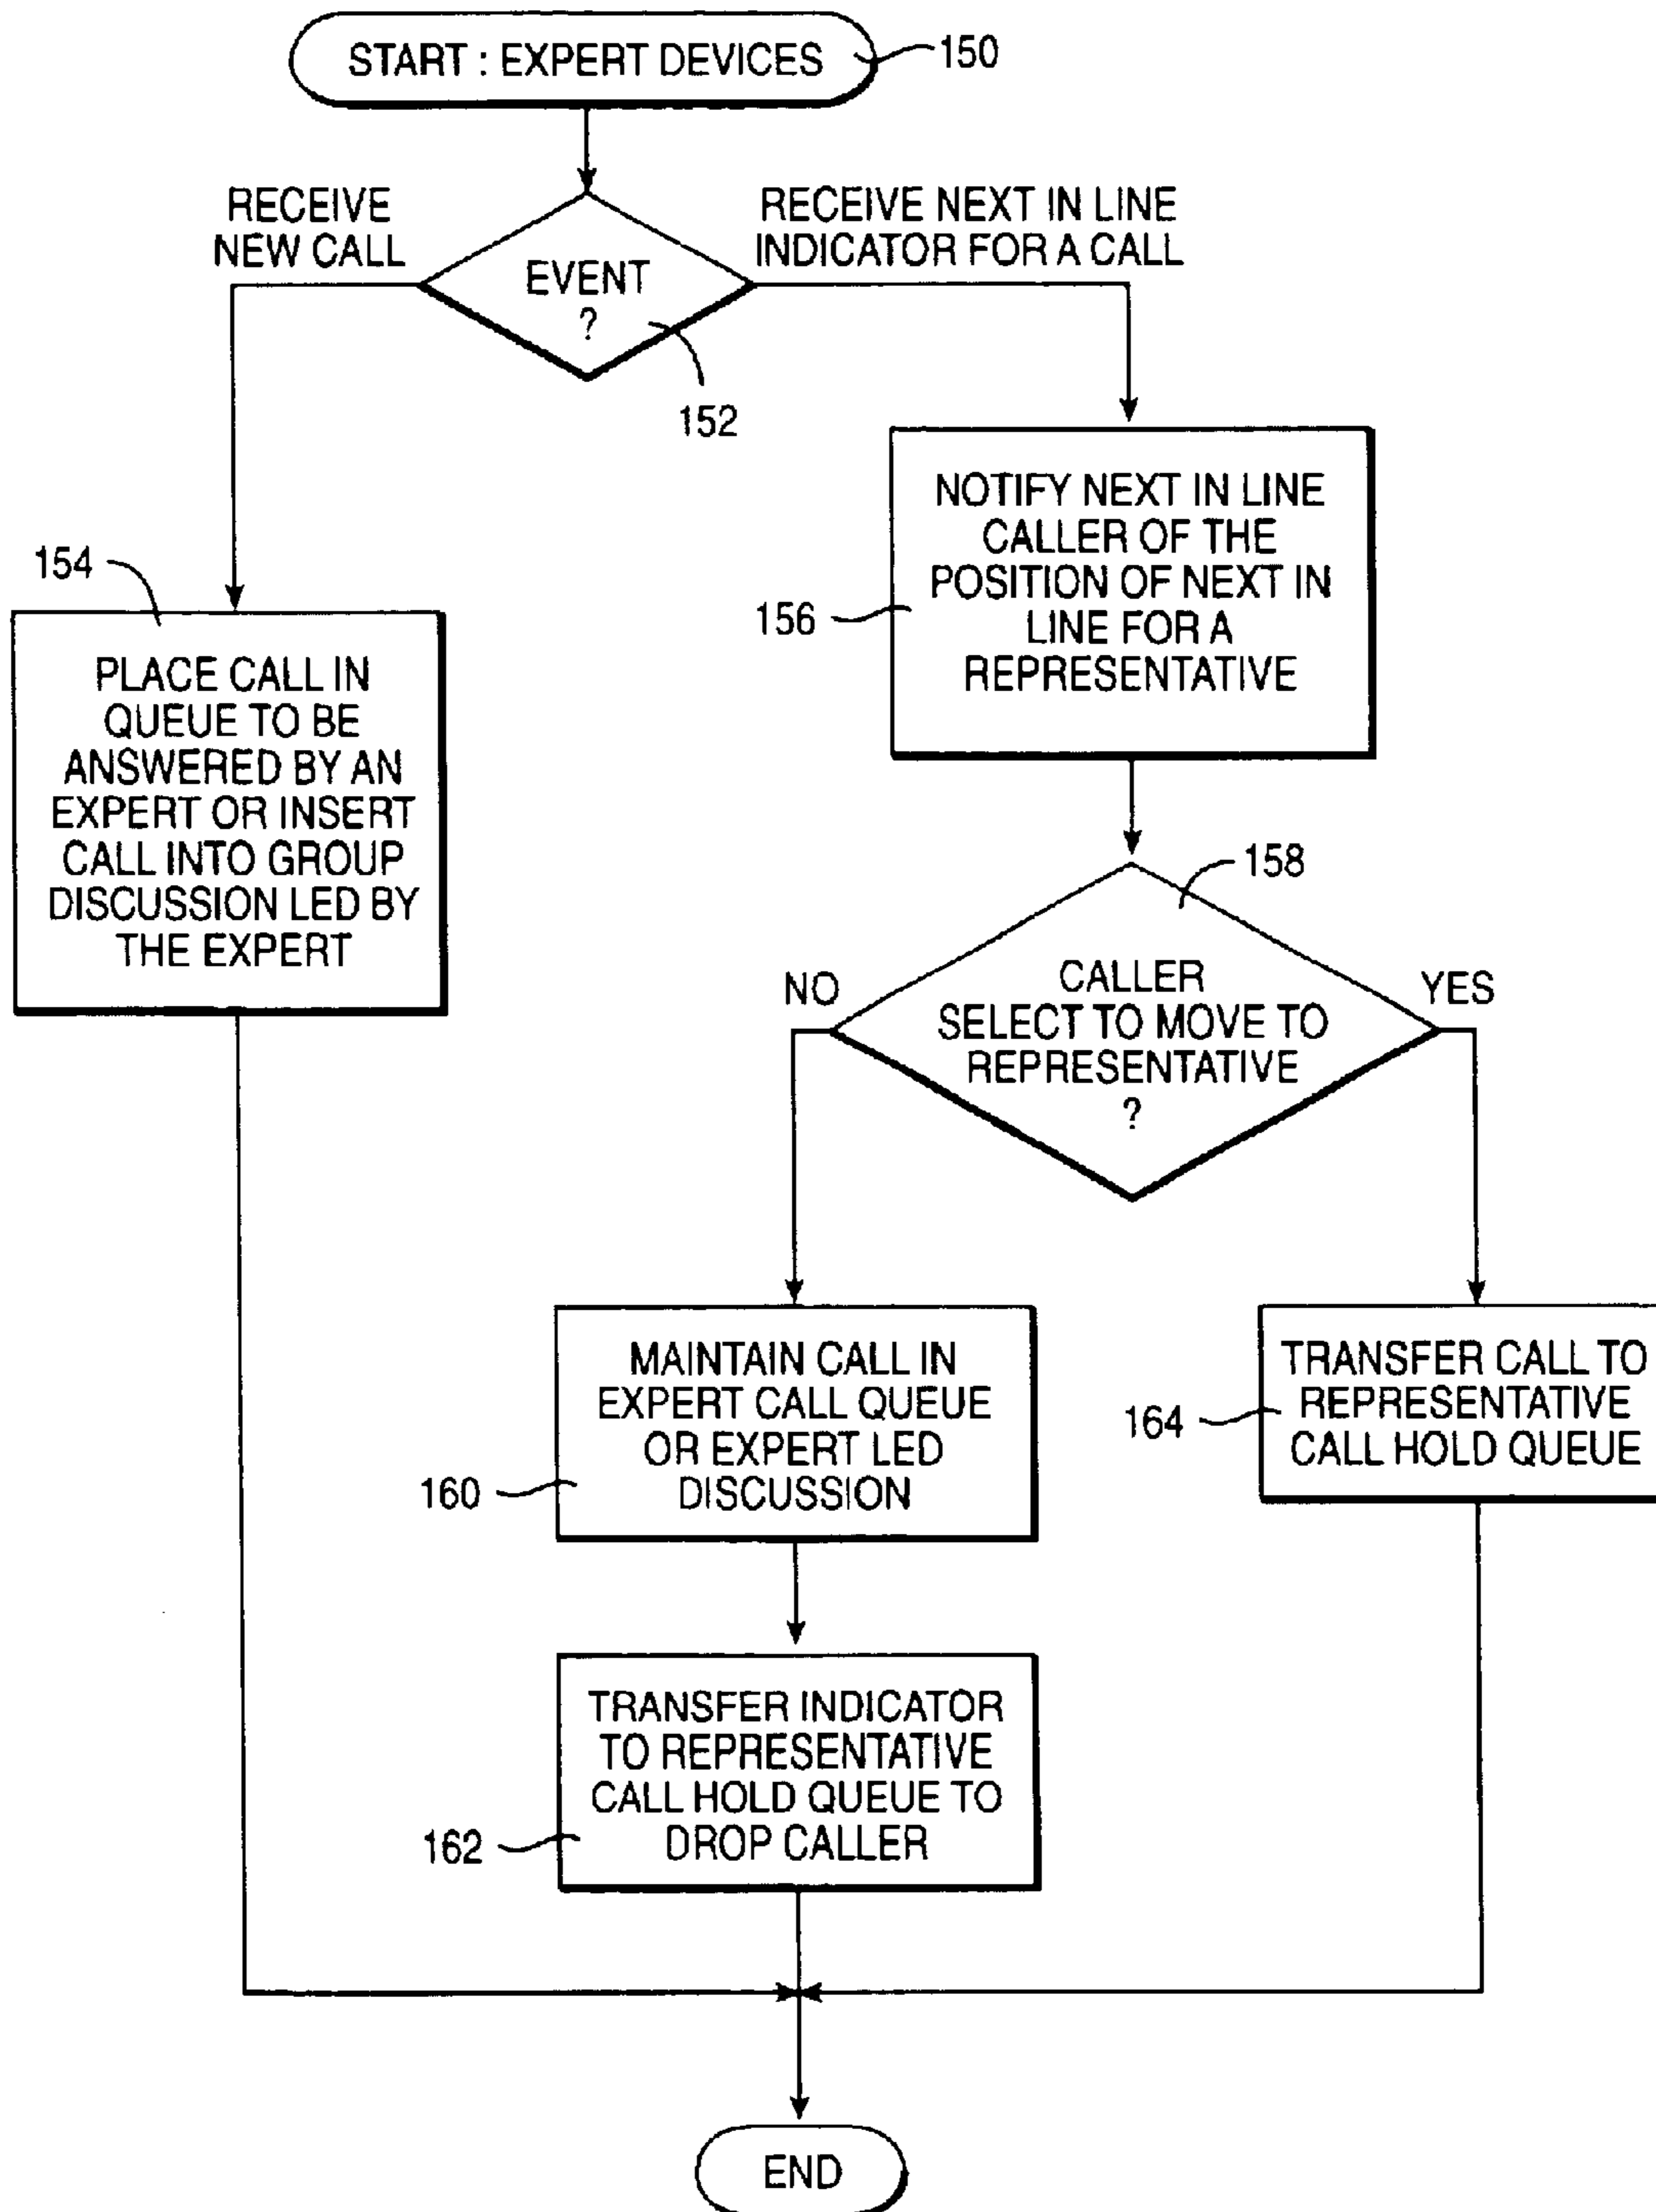 START : EXPERT DEVICES
150
RECEIVE
NEW CALL
RECEIVE NEXT IN LINE
INDICATOR FOR A CALL
EVENT
?
152
154
PLACE CALL IN
QUEUE TO BE
ANSWERED BY AN
EXPERT OR INSERT
CALL INTO GROUP
DISCUSSION LED BY
THE EXPERT
156
NOTIFY NEXT IN LINE
CALLER OF THE
POSITION OF NEXT IN
LINE FOR A
REPRESENTATIVE
158
NO
CALLER
SELECT TO MOVE TO
REPRESENTATIVE
?
YES
160
MAINTAIN CALL IN
EXPERT CALL QUEUE
OR EXPERT LED
DISCUSSION
164
TRANSFER CALL TO
REPRESENTATIVE
CALL HOLD QUEUE
162
TRANSFER INDICATOR
TO REPRESENTATIVE
CALL HOLD QUEUE TO
DROP CALLER
END